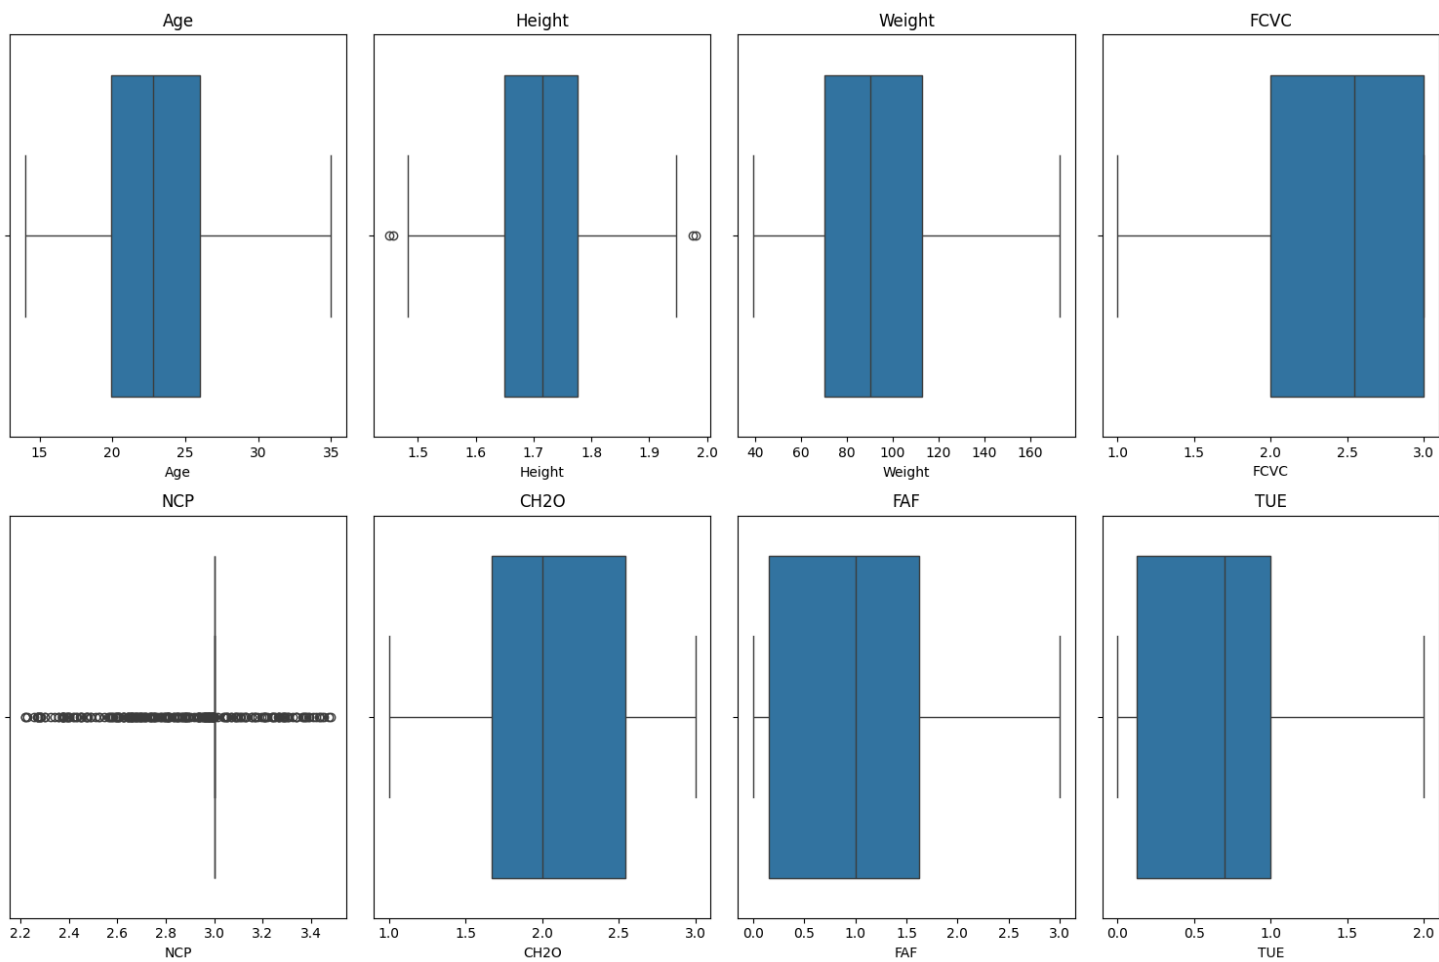 Age Height Weight FCVC
15 20 25 30 35 1.5 1.6 1.7 1.8 1.9 2.0 40 60 80 100 120 140 160 1.0 1.5 2.0 2.5 3.0
Age Height Weight FCVC
NCP CH2O FAF TUE
2.2 2.4 2.6 2.8 3.0 3.2 3.4 1.0 1.5 2.0 2.5 3.0 0.0 0.5 1.0 1.5 2.0 2.5 3.0 0.0 0.5 1.0 1.5 2.0
NCP CH2O FAF TUE